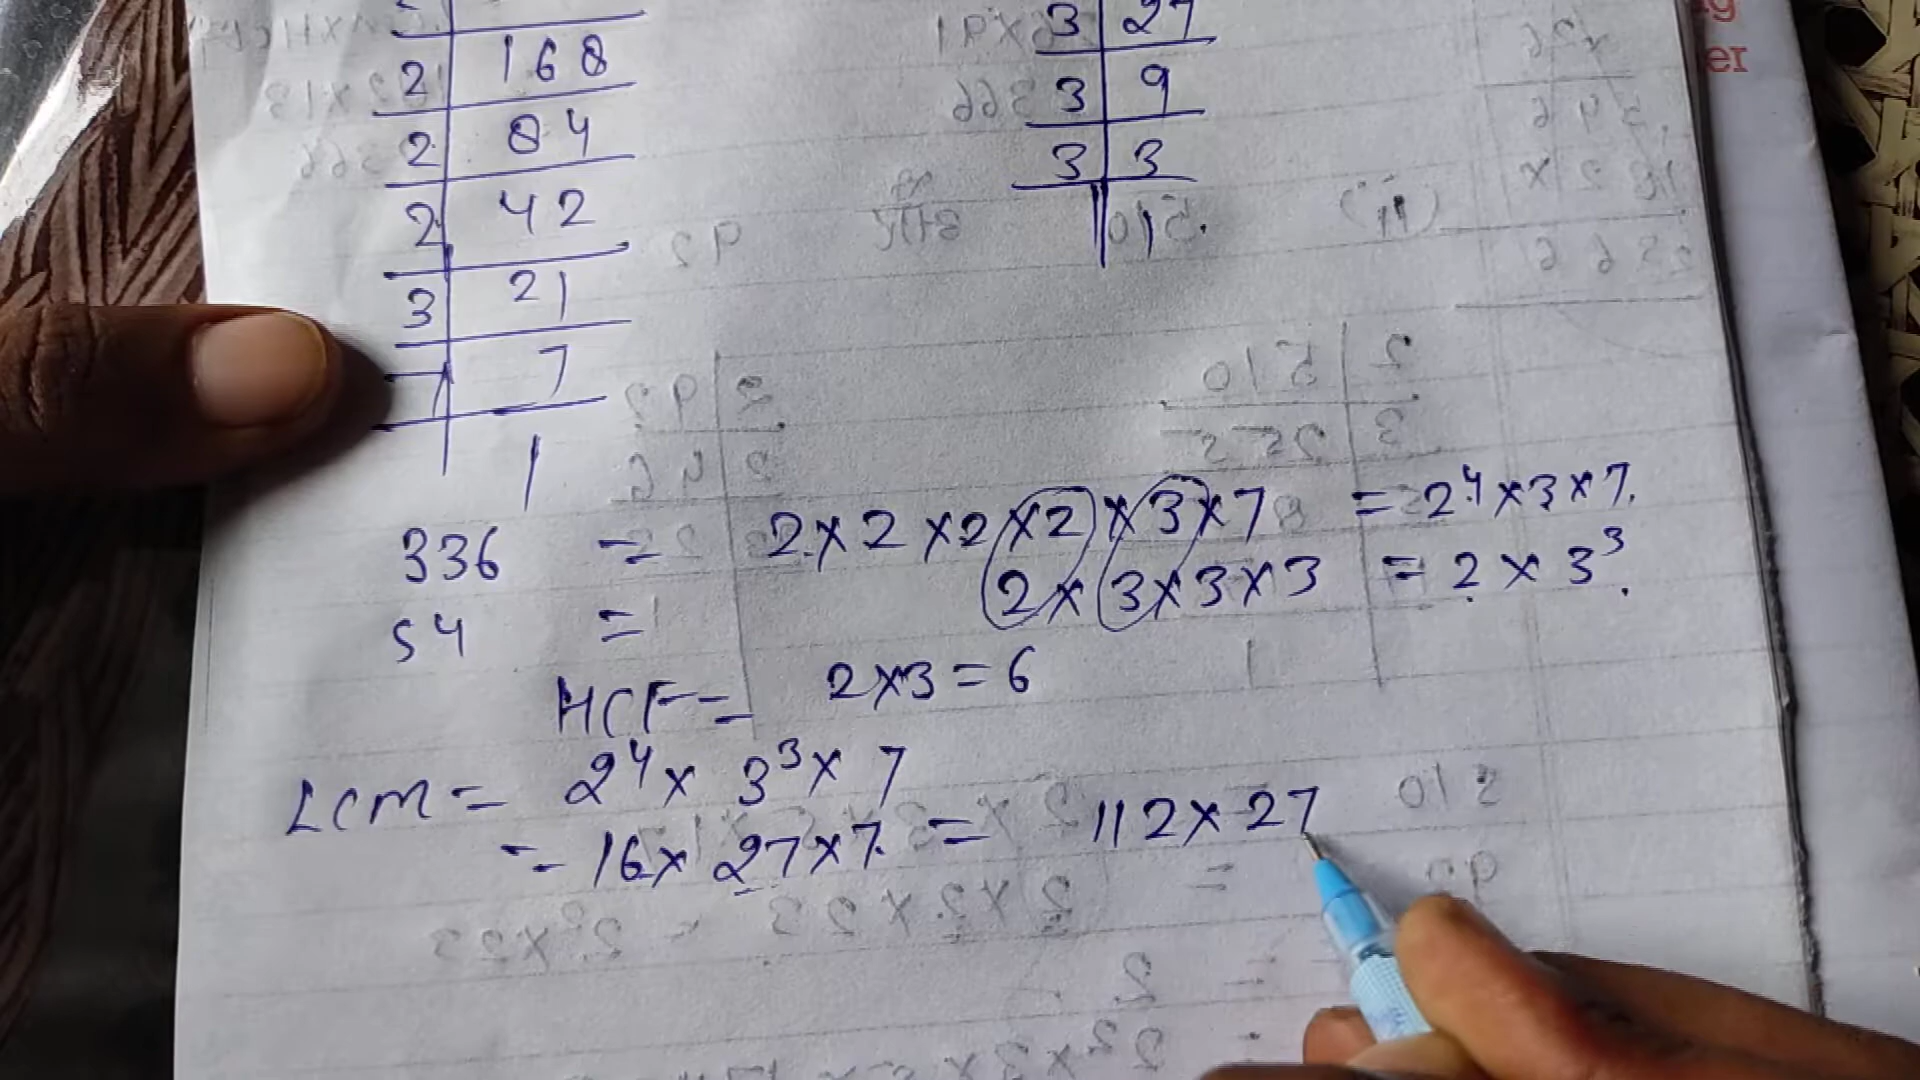 2 | 168
2 | 84
2 | 42
3 | 21
7 | 7
1
3 | 27
3 | 9
3 | 3
1
336 = 2 × 2 × 2 × 2 × 3 × 7 = 2⁴ × 3 × 7.
54 = 2 × 3 × 3 × 3 = 2 × 3³.
HCF = 2×3 = 6
LCM = 2⁴ × 3³ × 7
= 16 × 27 × 7. = 112 × 27
er